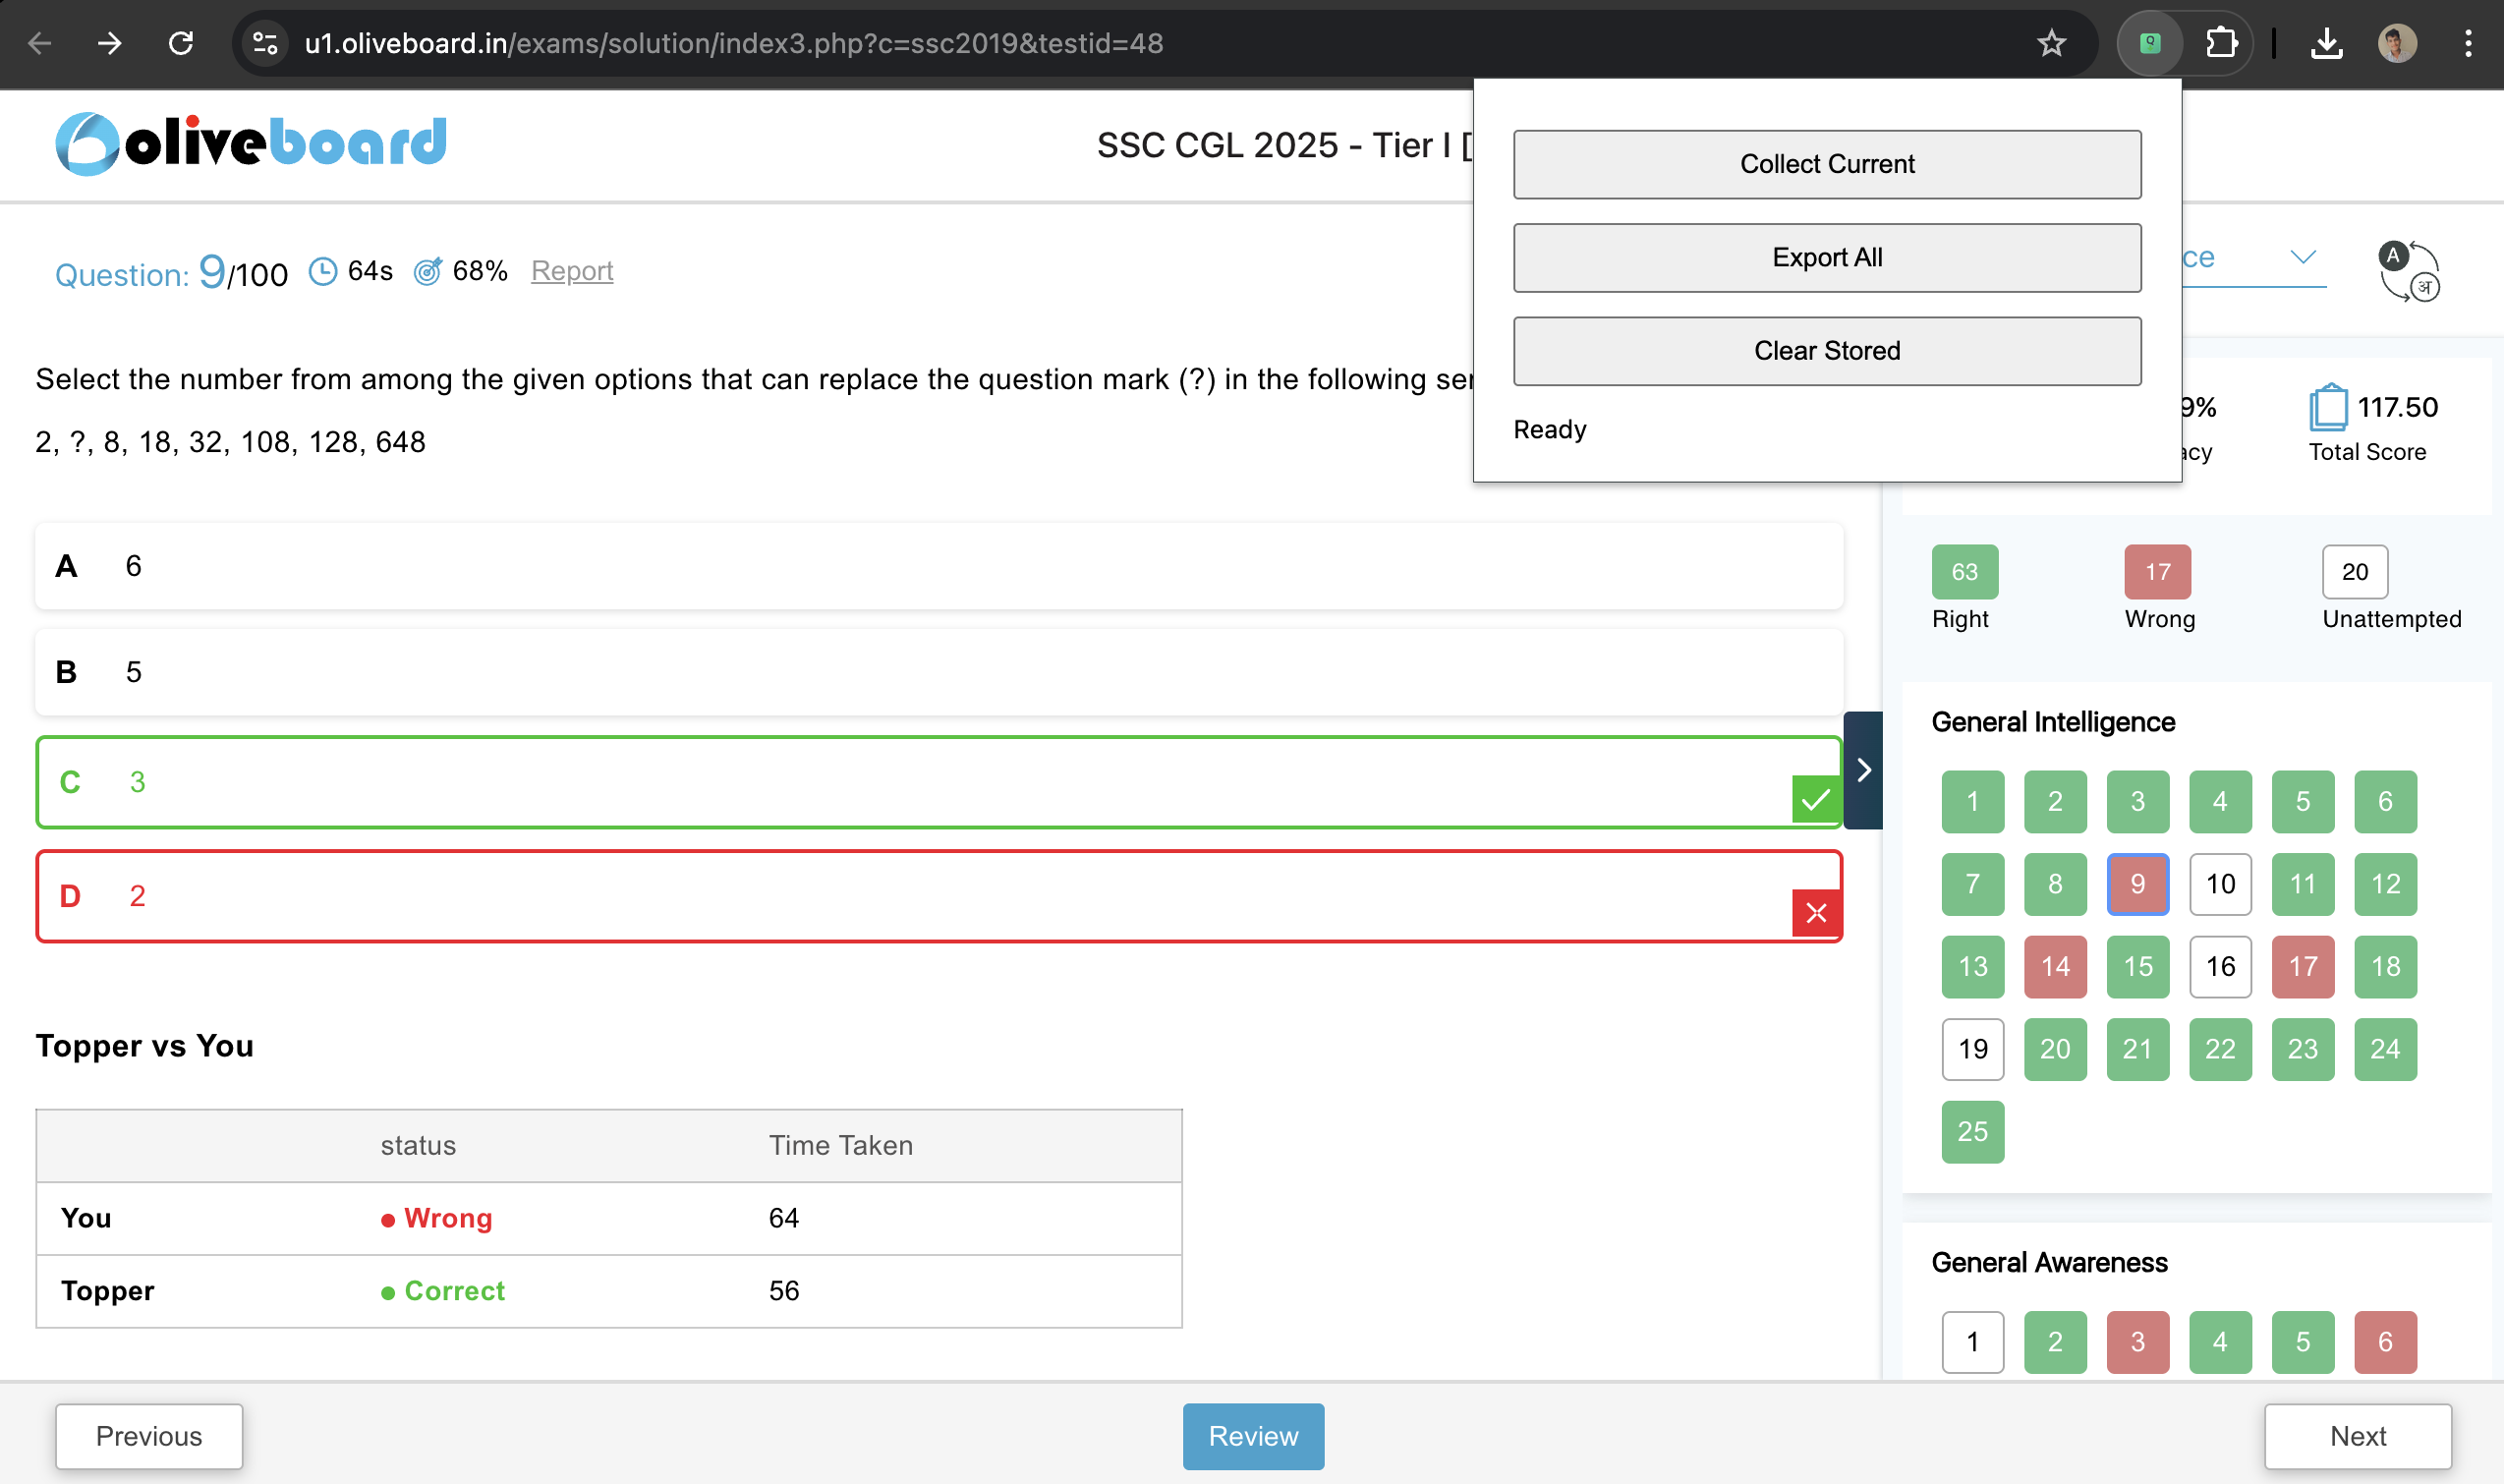 u1.oliveboard.in/exams/solution/index3.php?c=ssc2019&testid=48
oliveboard
SSC CGL 2025 - Tier I [
Collect Current
Export All
Clear Stored
Ready
Question: 9/100 64s 68% Report
ce
A अ
Select the number from among the given options that can replace the question mark (?) in the following ser
2, ?, 8, 18, 32, 108, 128, 648
9% 117.50
acy Total Score
A 6
B 5
C 3
D 2
63 17 20
Right Wrong Unattempted
General Intelligence
1 2 3 4 5 6
7 8 9 10 11 12
13 14 15 16 17 18
19 20 21 22 23 24
25
Topper vs You
status Time Taken
You Wrong 64
Topper Correct 56
General Awareness
1 2 3 4 5 6
Previous Review Next